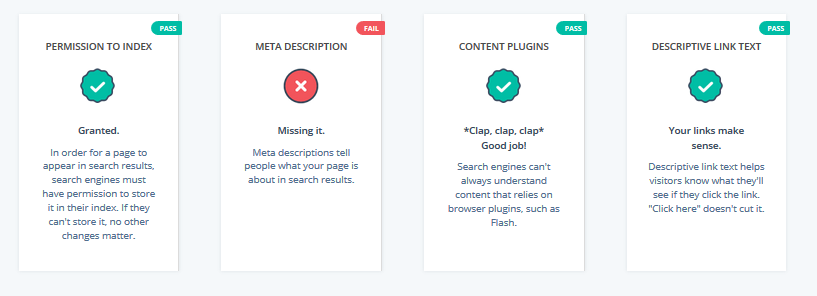 PASS
PERMISSION TO INDEX
Granted.
In order for a page to
appear in search results,
search engines must
have permission to store
it in their index. If they
can't store it, no other
changes matter.
FAIL
META DESCRIPTION
Missing it.
Meta descriptions tell
people what your page is
about in search results.
PASS
CONTENT PLUGINS
*Clap, clap, clap*
Good job!
Search engines can't
always understand
content that relies on
browser plugins, such as
Flash.
PASS
DESCRIPTIVE LINK TEXT
Your links make
sense.
Descriptive link text helps
visitors know what they'll
see if they click the link.
"Click here" doesn't cut it.